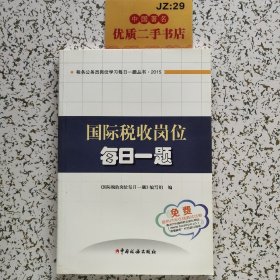 JZ:29
中国著名
优质二手书店
税务公务员岗位学习每日一题丛书·2015
国际税收岗位
每日一题
《国际税收岗位每日一题》编写组 编
免费
中国税务出版社